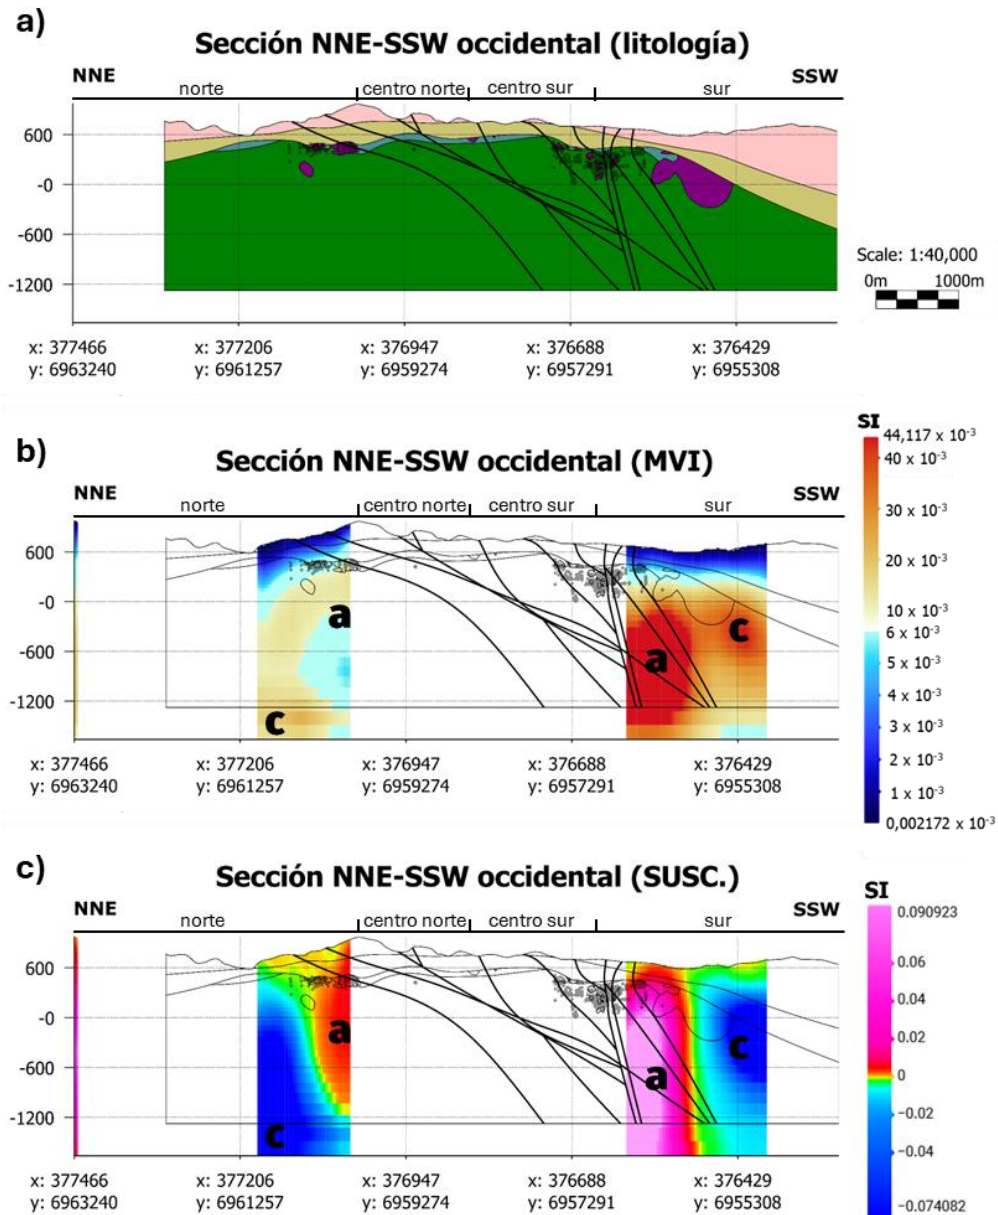 a)
Sección NNE-SSW occidental (litología)
NNE SSW
norte centro norte centro sur sur
600
-0
-600
-1200
Scale: 1:40,000
0m 1000m
x: 377466 x: 377206 x: 376947 x: 376688 x: 376429
y: 6963240 y: 6961257 y: 6959274 y: 6957291 y: 6955308
b)
Sección NNE-SSW occidental (MVI)
NNE SSW
norte centro norte centro sur sur
600
-0
-600
-1200
a
c
a
c
SI
44,117 x 10⁻³
40 x 10⁻³
30 x 10⁻³
20 x 10⁻³
10 x 10⁻³
6 x 10⁻³
5 x 10⁻³
4 x 10⁻³
3 x 10⁻³
2 x 10⁻³
1 x 10⁻³
0,002172 x 10⁻³
x: 377466 x: 377206 x: 376947 x: 376688 x: 376429
y: 6963240 y: 6961257 y: 6959274 y: 6957291 y: 6955308
c)
Sección NNE-SSW occidental (SUSC.)
NNE SSW
norte centro norte centro sur sur
600
-0
-600
-1200
a
c
a
c
SI
0.090923
0.06
0.04
0.02
0
-0.02
-0.04
-0.074082
x: 377466 x: 377206 x: 376947 x: 376688 x: 376429
y: 6963240 y: 6961257 y: 6959274 y: 6957291 y: 6955308